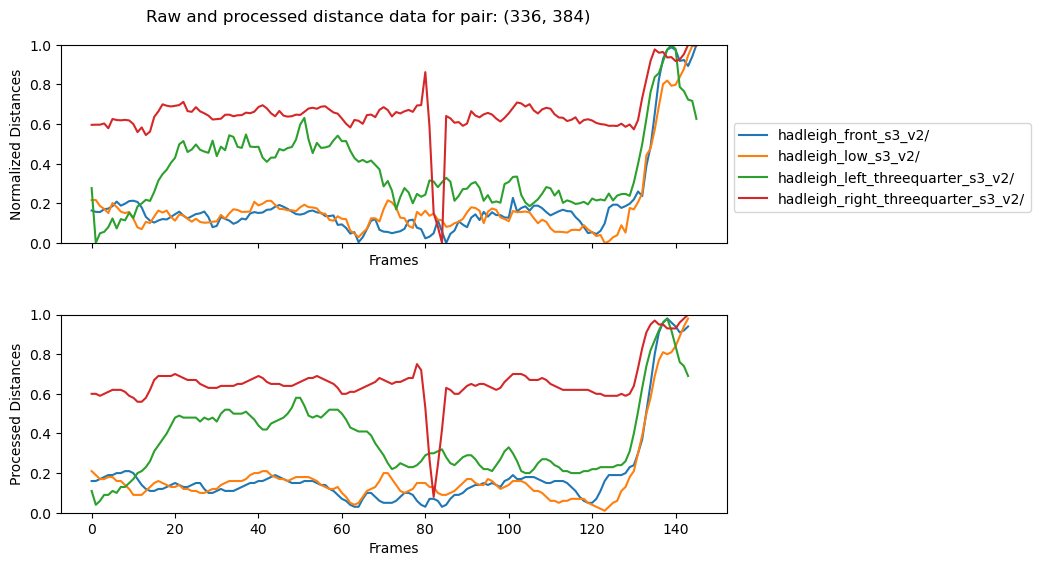 Raw and processed distance data for pair: (336, 384)
1.0
0.8
0.6
0.4
0.2
0.0
Normalized Distances
Frames
hadleigh_front_s3_v2/
hadleigh_low_s3_v2/
hadleigh_left_threequarter_s3_v2/
hadleigh_right_threequarter_s3_v2/
1.0
0.8
0.6
0.4
0.2
0.0
Processed Distances
0 20 40 60 80 100 120 140
Frames